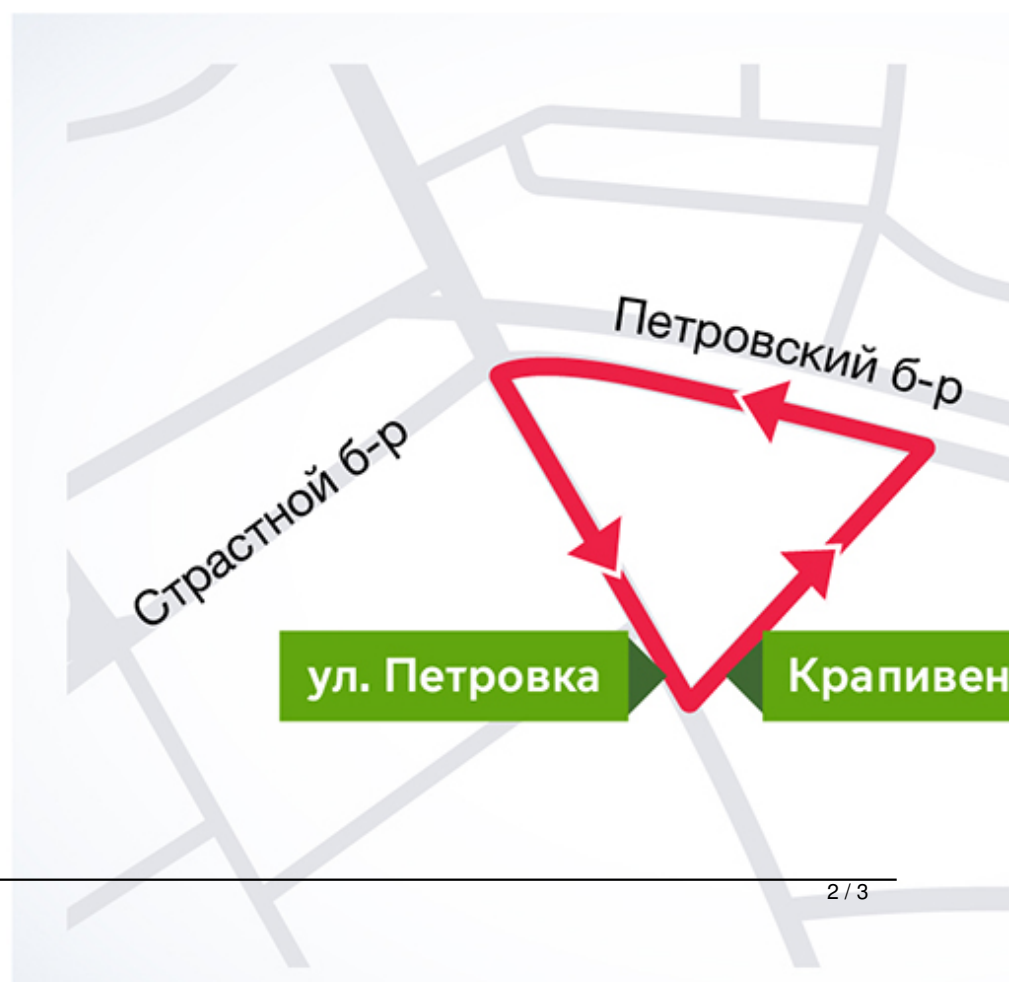 Петровский б-р
Страстной б-р
ул. Петровка
Крапивен
2 / 3